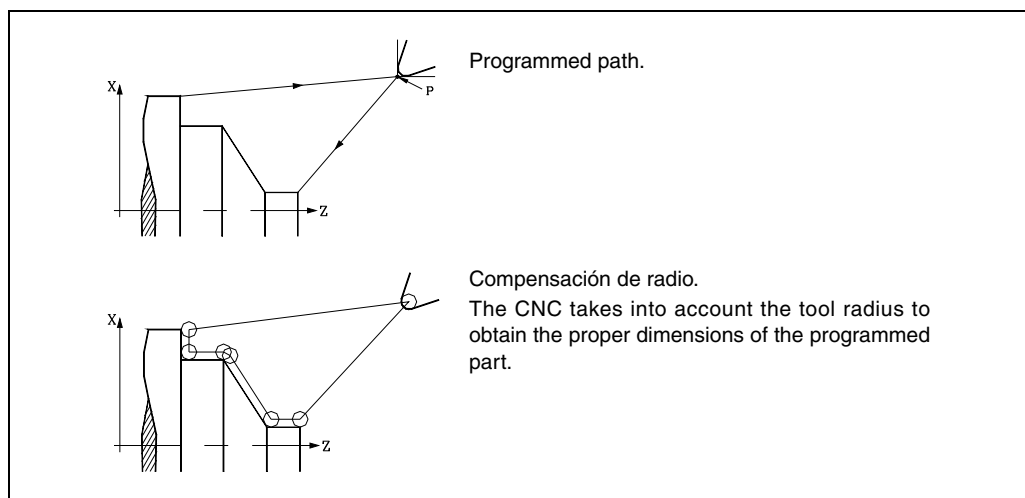 Programmed path.
X
P
Z
Compensación de radio.
The CNC takes into account the tool radius to
obtain the proper dimensions of the programmed
part.
X
Z